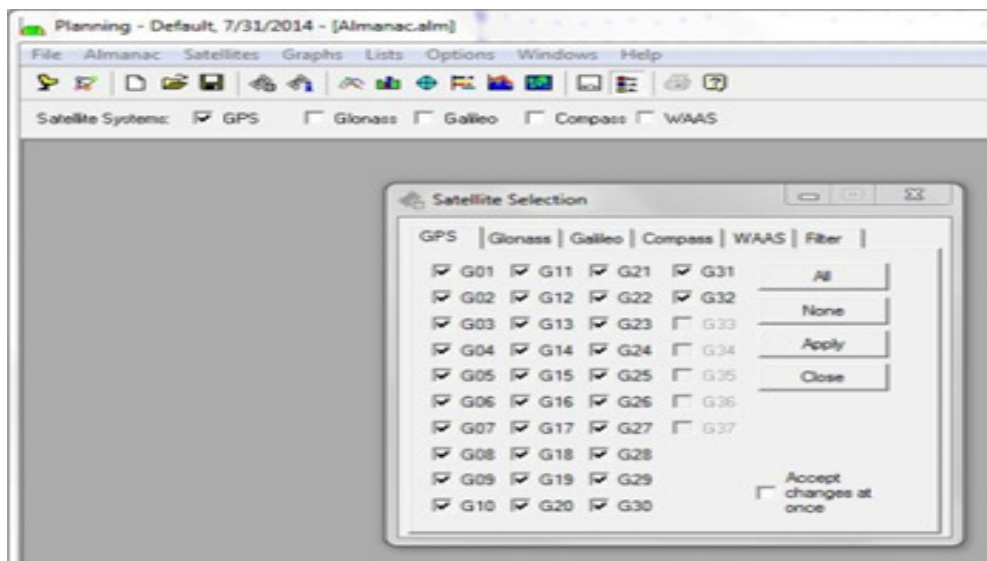 Planning - Default, 7/31/2014 - [Almanac.alm]
File Almanac Satellites Graphs Lists Options Windows Help
Satellite Systems: GPS Glonass Galileo Compass WAAS
Satellite Selection
GPS Glonass Galileo Compass WAAS Filter
G01 G11 G21 G31 All
G02 G12 G22 G32 None
G03 G13 G23 G33
G04 G14 G24 G34 Apply
G05 G15 G25 G35 Close
G06 G16 G26 G36
G07 G17 G27 G37
G08 G18 G28
G09 G19 G29 Accept
changes at
G10 G20 G30 once